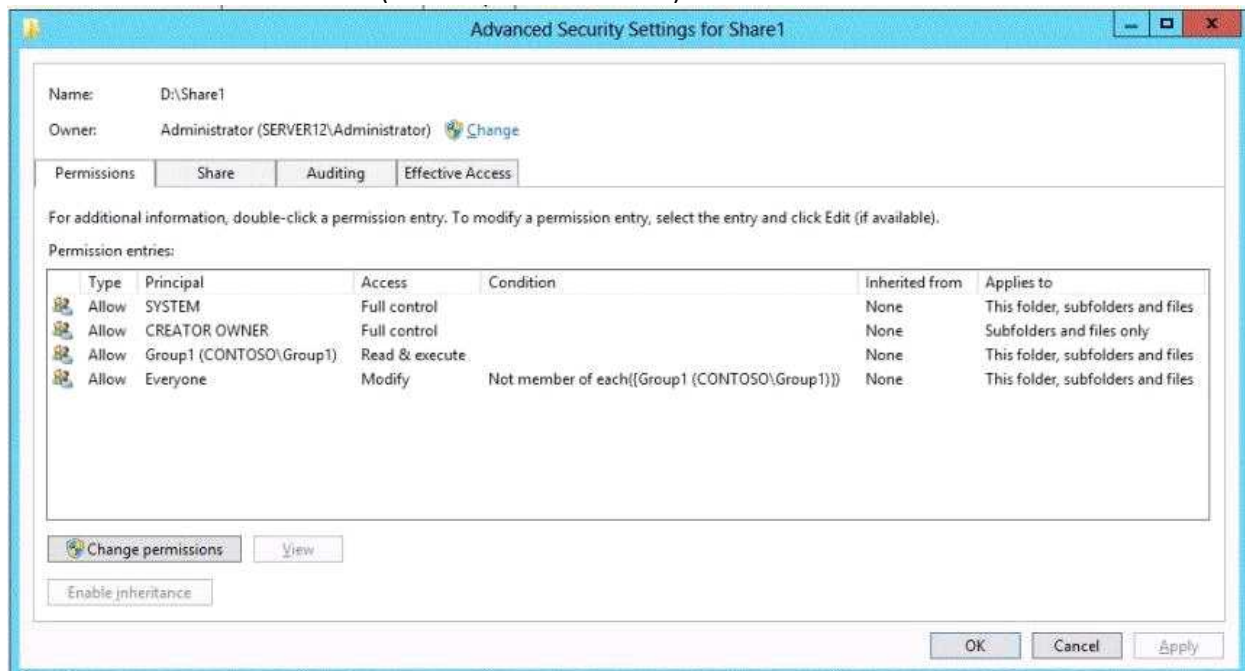 Advanced Security Settings for Share1
Name: D:\Share1
Owner: Administrator (SERVER12\Administrator) Change
Permissions Share Auditing Effective Access
For additional information, double-click a permission entry. To modify a permission entry, select the entry and click Edit (if available).
Permission entries:
Type Principal Access Condition Inherited from Applies to
Allow SYSTEM Full control None This folder, subfolders and files
Allow CREATOR OWNER Full control None Subfolders and files only
Allow Group1 (CONTOSO\Group1) Read & execute None This folder, subfolders and files
Allow Everyone Modify Not member of each({Group1 (CONTOSO\Group1)}) None This folder, subfolders and files
Change permissions View
Enable inheritance
OK Cancel Apply